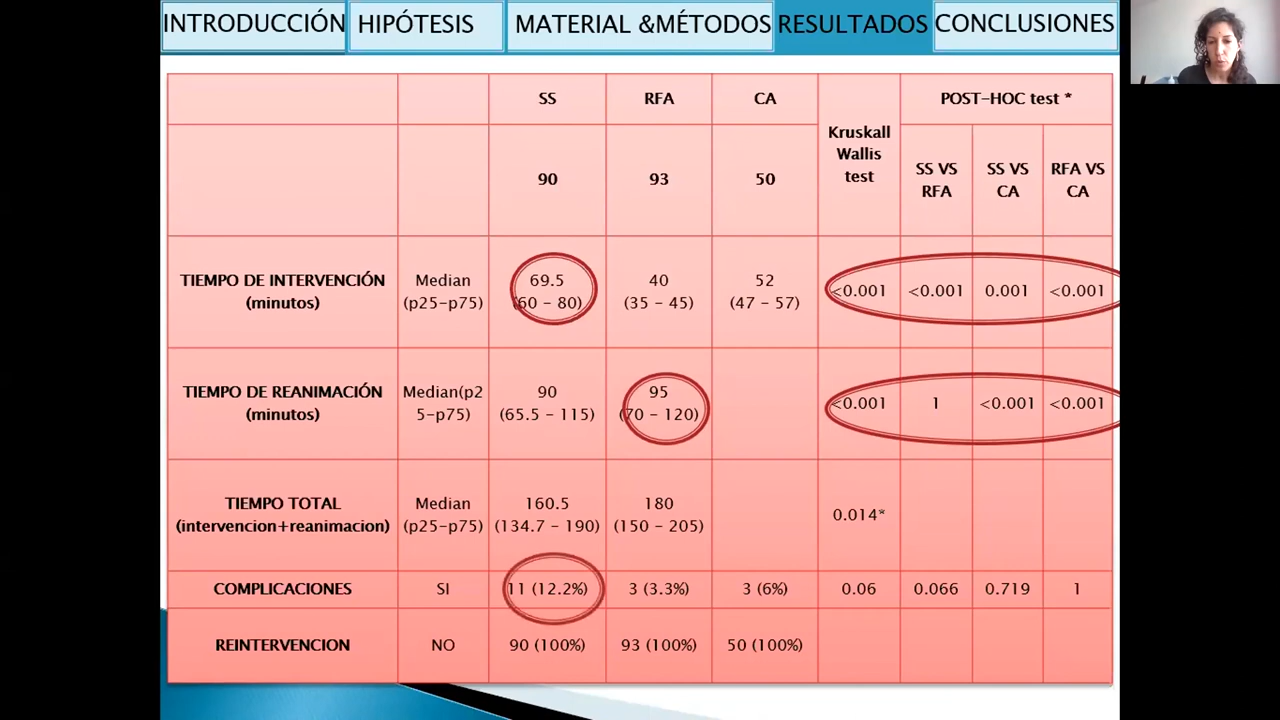 INTRODUCCIÓN HIPÓTESIS MATERIAL &MÉTODOS RESULTADOS CONCLUSIONES
SS RFA CA POST-HOC test *
Kruskall
Wallis
test
90 93 50
SS VS
RFA
SS VS
CA
RFA VS
CA
TIEMPO DE INTERVENCIÓN
(minutos)
Median
(p25-p75)
69.5
(60 - 80)
40
(35 - 45)
52
(47 - 57)
<0.001 <0.001 0.001 <0.001
TIEMPO DE REANIMACIÓN
(minutos)
Median(p2
5-p75)
90
(65.5 - 115)
95
(70 - 120)
<0.001 1 <0.001 <0.001
TIEMPO TOTAL
(intervencion+reanimacion)
Median
(p25-p75)
160.5
(134.7 - 190)
180
(150 - 205)
0.014*
COMPLICACIONES SI 11 (12.2%) 3 (3.3%) 3 (6%) 0.06 0.066 0.719 1
REINTERVENCION NO 90 (100%) 93 (100%) 50 (100%)